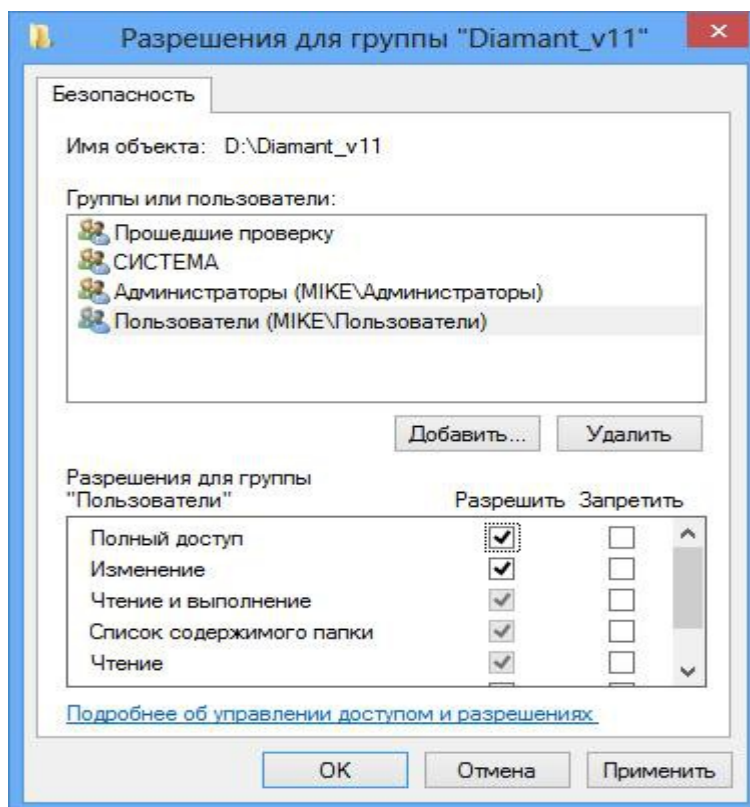 Разрешения для группы "Diamant_v11"
Безопасность
Имя объекта: D:\Diamant_v11
Группы или пользователи:
Прошедшие проверку
СИСТЕМА
Администраторы (MIKE\Администраторы)
Пользователи (MIKE\Пользователи)
Добавить... Удалить
Разрешения для группы
"Пользователи" Разрешить Запретить
Полный доступ
Изменение
Чтение и выполнение
Список содержимого папки
Чтение
Подробнее об управлении доступом и разрешениях
OK Отмена Применить